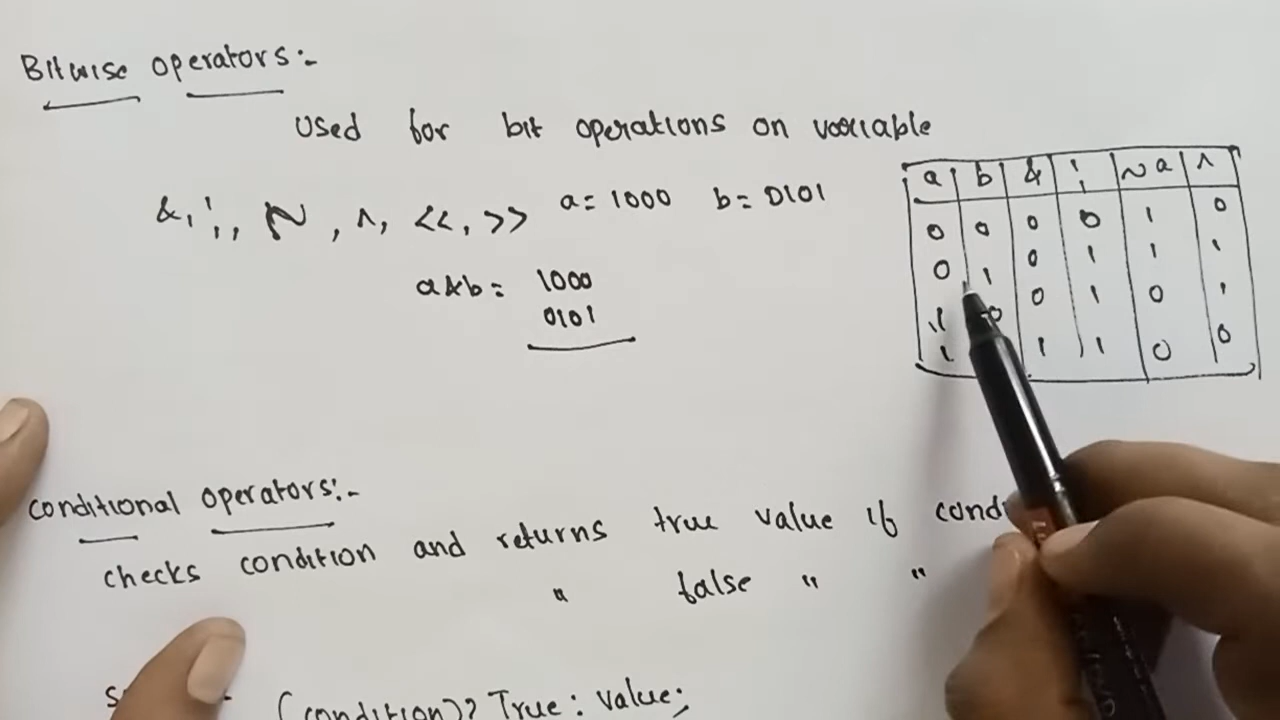 Bitwise operators:-
Used for bit operations on variable
&, ¦, ~, ^, <<, >> a = 1000 b = 0101
a&b = 1000
0101
a b & ¦ ~a ^
0 0 0 0 1 0
0 1 0 1 1 1
1 0 0 1 0 1
1 1 1 0 0
conditional operators:-
checks condition and returns true value if cond
" false " "
(condition)? True : value;